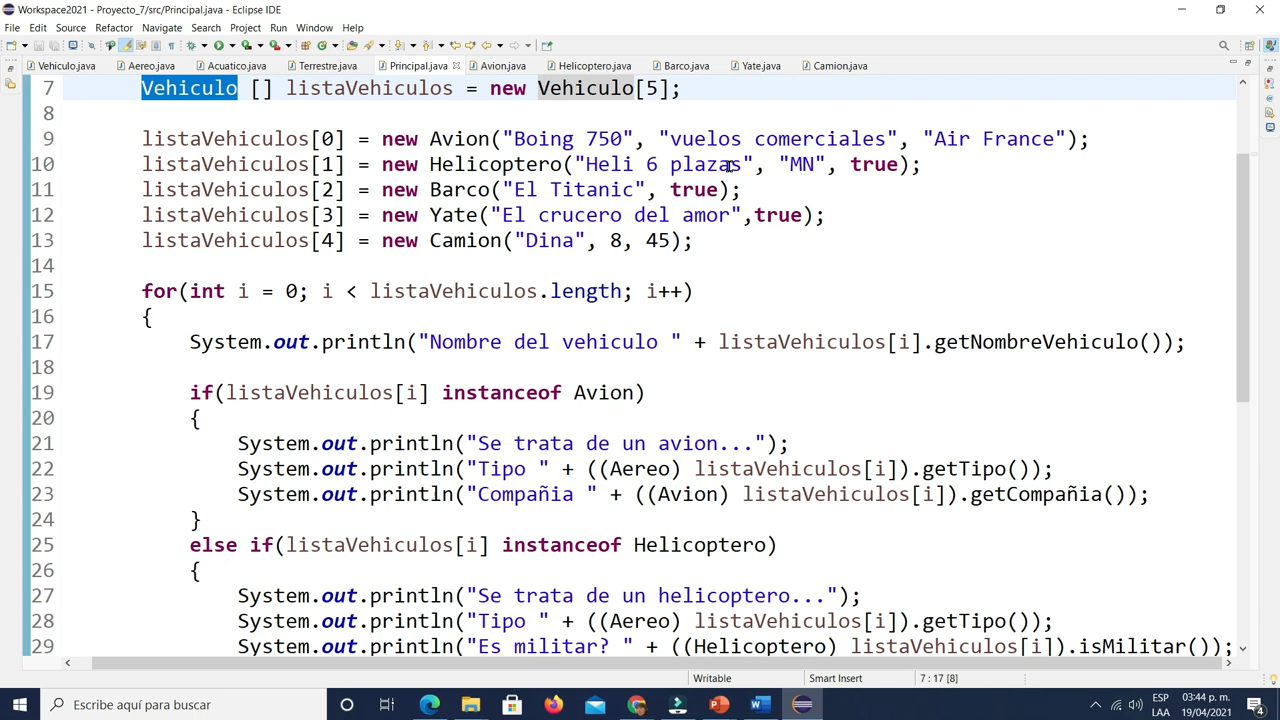 Workspace2021 - Proyecto_7/src/Principal.java - Eclipse IDE
File Edit Source Refactor Navigate Search Project Run Window Help
Vehiculo.java Aereo.java Acuatico.java Terrestre.java Principal.java Avion.java Helicoptero.java Barco.java Yate.java Camion.java
7 Vehiculo [] listaVehiculos = new Vehiculo[5];
8
9 listaVehiculos[0] = new Avion("Boing 750", "vuelos comerciales", "Air France");
10 listaVehiculos[1] = new Helicoptero("Heli 6 plazas", "MN", true);
11 listaVehiculos[2] = new Barco("El Titanic", true);
12 listaVehiculos[3] = new Yate("El crucero del amor",true);
13 listaVehiculos[4] = new Camion("Dina", 8, 45);
14
15 for(int i = 0; i < listaVehiculos.length; i++)
16 {
17 System.out.println("Nombre del vehiculo " + listaVehiculos[i].getNombreVehiculo());
18
19 if(listaVehiculos[i] instanceof Avion)
20 {
21 System.out.println("Se trata de un avion...");
22 System.out.println("Tipo " + ((Aereo) listaVehiculos[i]).getTipo());
23 System.out.println("Compañia " + ((Avion) listaVehiculos[i]).getCompañia());
24 }
25 else if(listaVehiculos[i] instanceof Helicoptero)
26 {
27 System.out.println("Se trata de un helicoptero...");
28 System.out.println("Tipo " + ((Aereo) listaVehiculos[i]).getTipo());
29 System.out.println("Es militar? " + ((Helicoptero) listaVehiculos[i]).isMilitar());
Writable Smart Insert 7 : 17 [8]
Escribe aquí para buscar
ESP 03:44 p. m.
LAA 19/04/2021
4